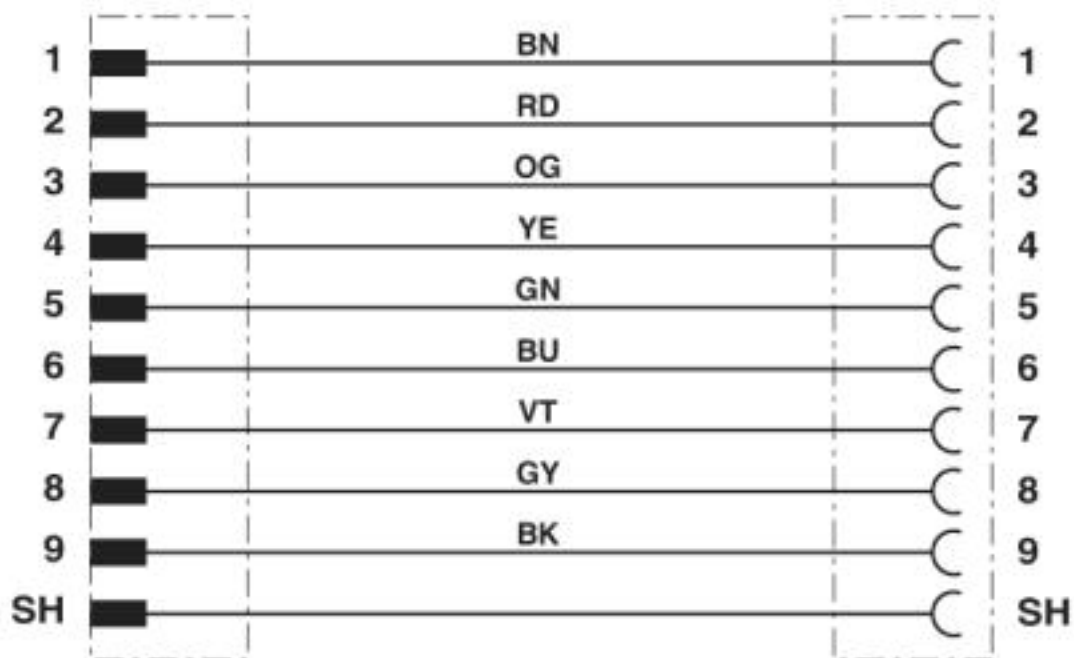 1 BN 1
2 RD 2
3 OG 3
4 YE 4
5 GN 5
6 BU 6
7 VT 7
8 GY 8
9 BK 9
SH SH